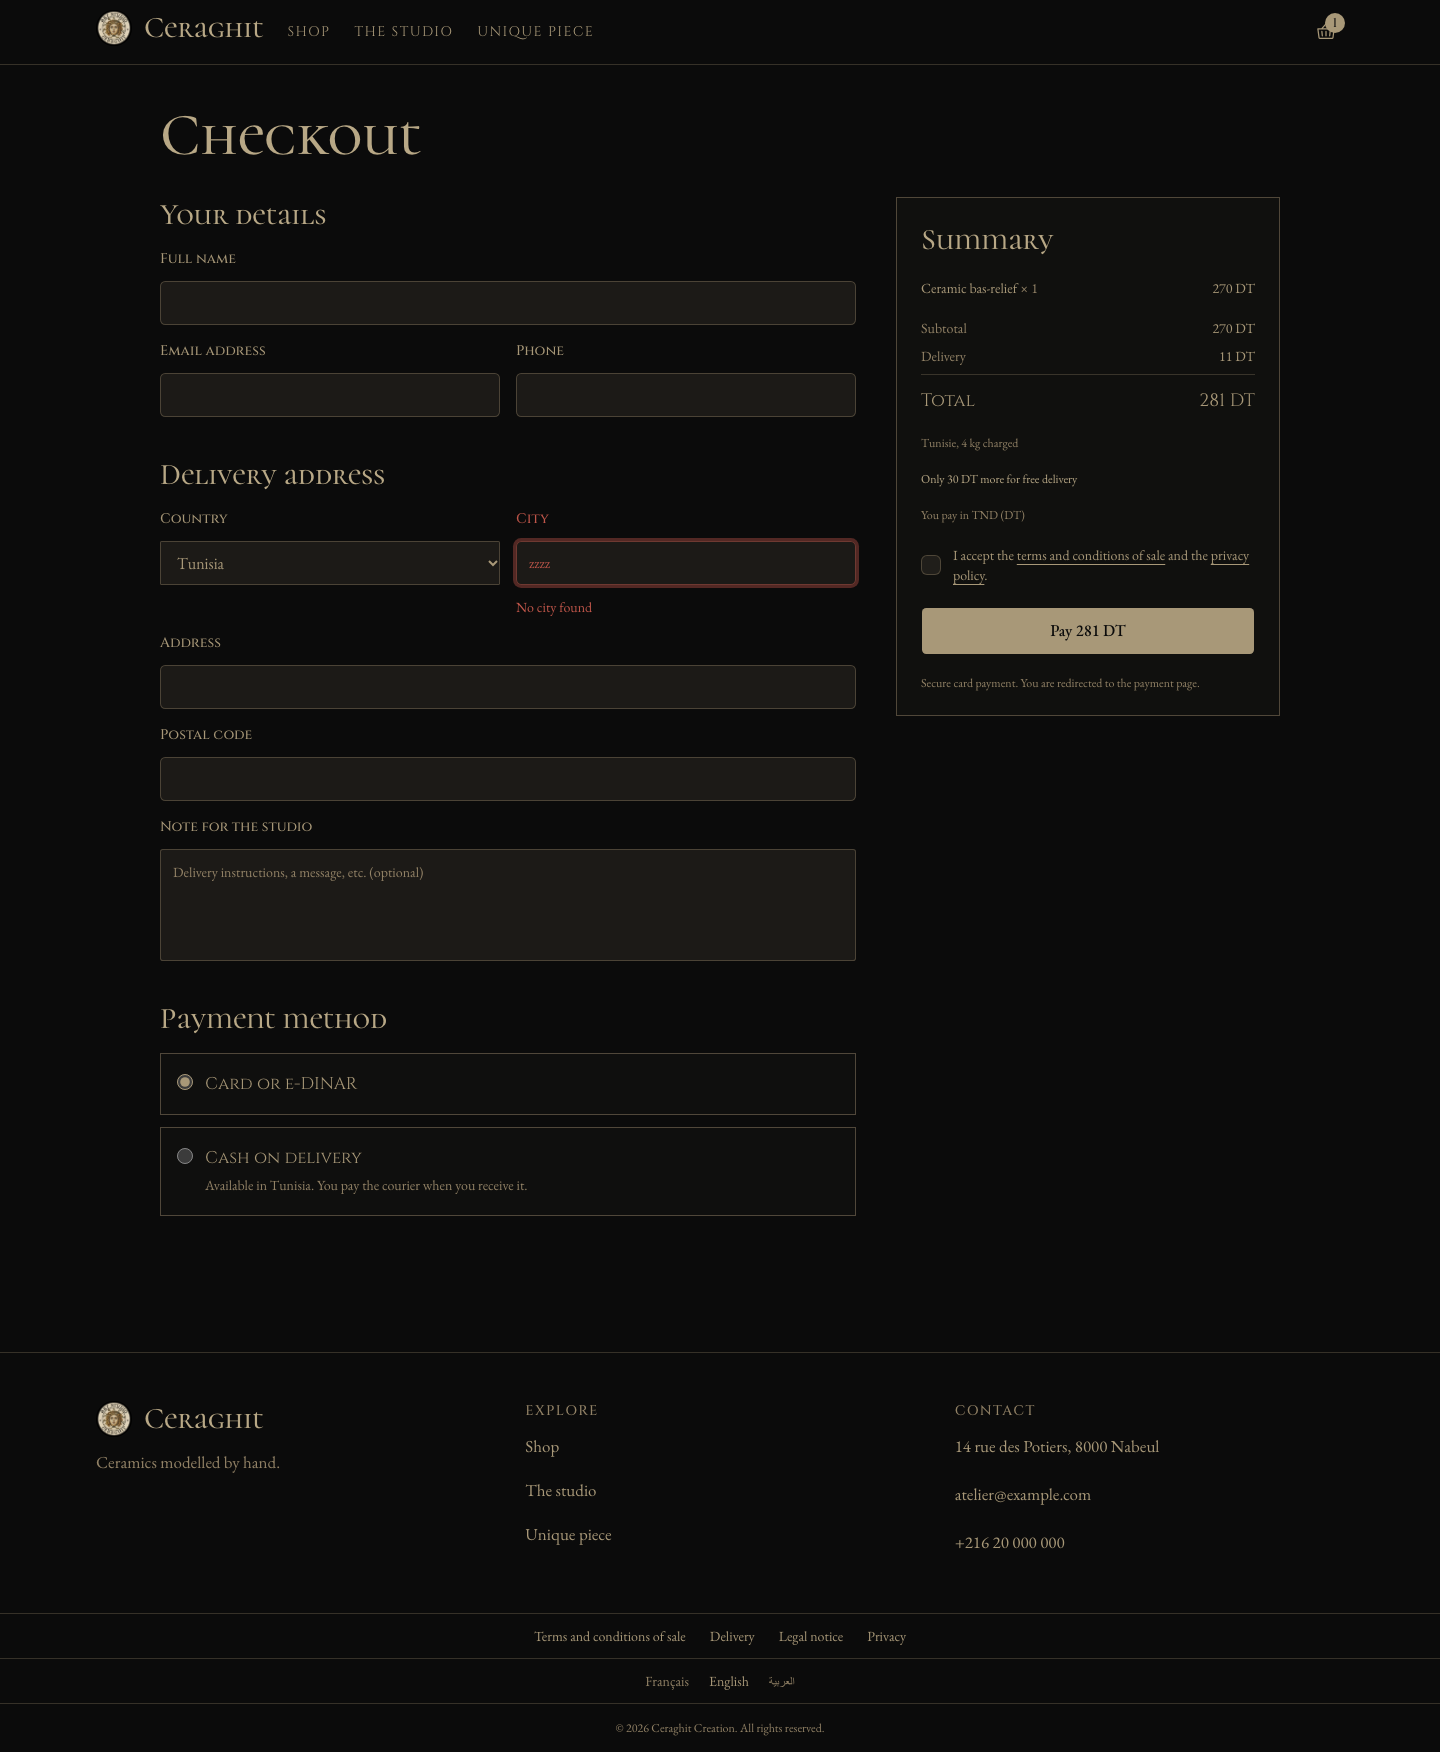 Ceraghit
SHOP
THE STUDIO
UNIQUE PIECE
1
Checkout
Your details
Full name
Email address
Phone
Delivery address
Country
City
Tunisia
zzzz
No city found
Address
Postal code
Note for the studio
Delivery instructions, a message, etc. (optional)
Payment method
Card or e-DINAR
Cash on delivery
Available in Tunisia. You pay the courier when you receive it.
Summary
Ceramic bas-relief × 1 270 DT
Subtotal 270 DT
Delivery 11 DT
Total 281 DT
Tunisie, 4 kg charged
Only 30 DT more for free delivery
You pay in TND (DT)
I accept the terms and conditions of sale and the privacy
policy.
Pay 281 DT
Secure card payment. You are redirected to the payment page.
Ceraghit
Ceramics modelled by hand.
EXPLORE
Shop
The studio
Unique piece
CONTACT
14 rue des Potiers, 8000 Nabeul
atelier@example.com
+216 20 000 000
Terms and conditions of sale Delivery Legal notice Privacy
Français English العربية
© 2026 Ceraghit Creation. All rights reserved.